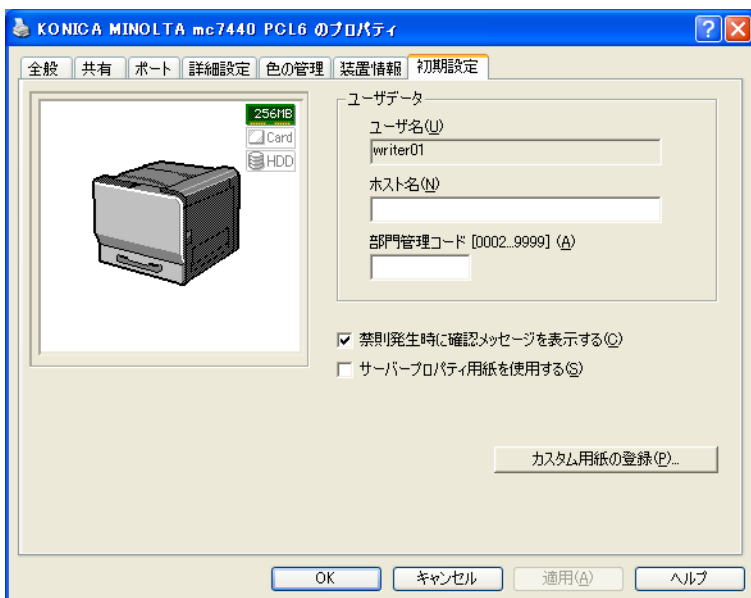 KONICA MINOLTA mc7440 PCL6 のプロパティ
全般 共有 ポート 詳細設定 色の管理 装置情報 初期設定
256MB
Card
HDD
ユーザデータ
ユーザ名(U)
writer01
ホスト名(N)
部門管理コード [0002...9999] (A)
禁則発生時に確認メッセージを表示する(C)
サーバープロパティ用紙を使用する(S)
カスタム用紙の登録(P)...
OK キャンセル 適用(A) ヘルプ